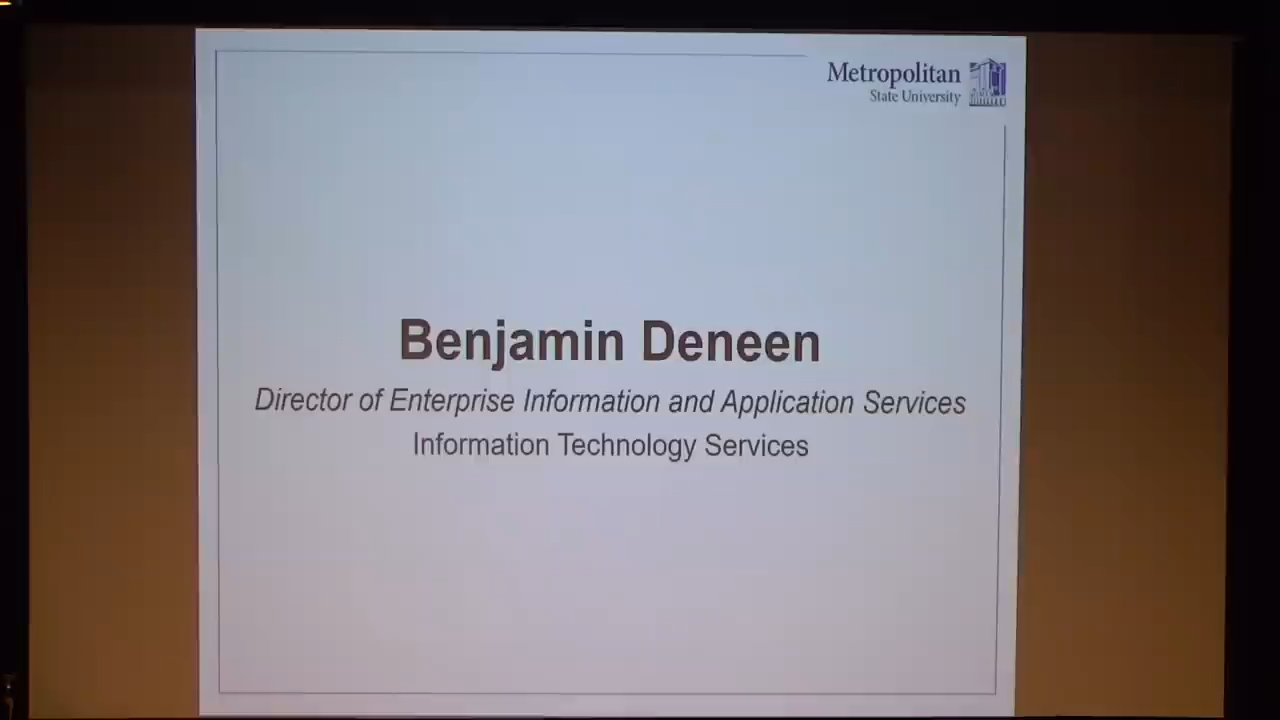 Metropolitan
State University
Benjamin Deneen
Director of Enterprise Information and Application Services
Information Technology Services